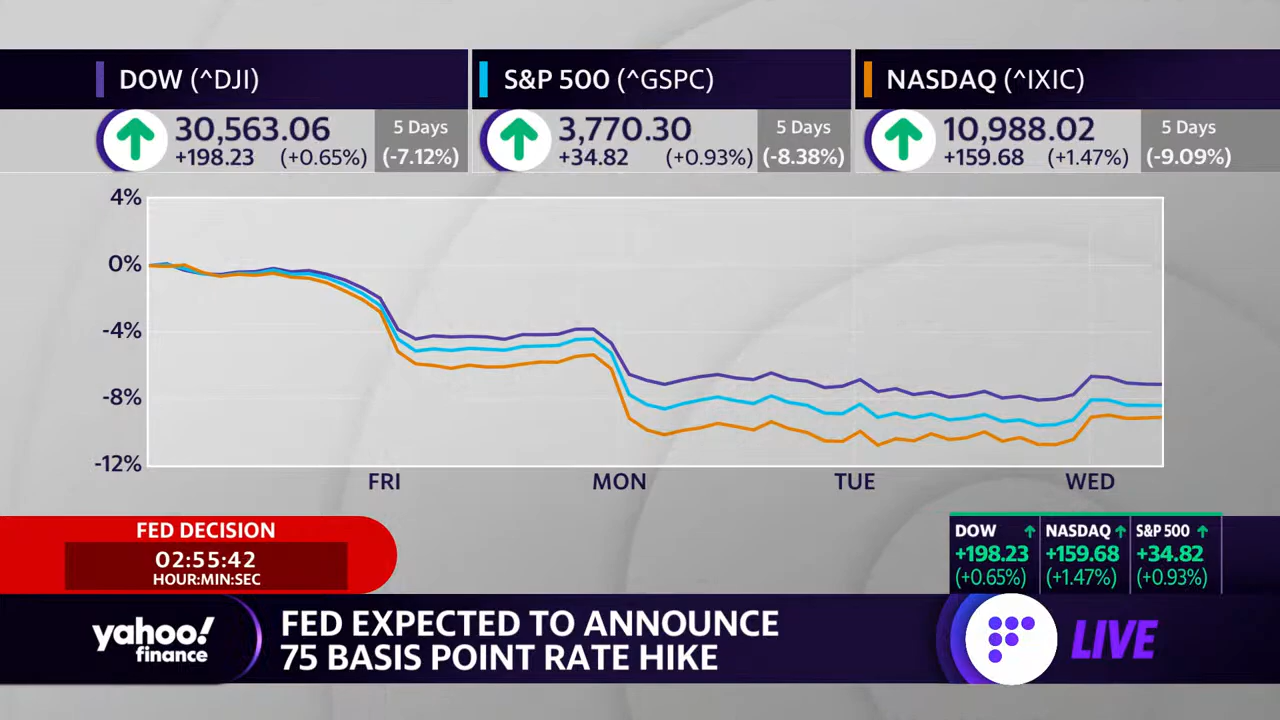 DOW (^DJI)
30,563.06
+198.23 (+0.65%)
5 Days
(-7.12%)
S&P 500 (^GSPC)
3,770.30
+34.82 (+0.93%)
5 Days
(-8.38%)
NASDAQ (^IXIC)
10,988.02
+159.68 (+1.47%)
5 Days
(-9.09%)
4%
0%
-4%
-8%
-12%
FRI MON TUE WED
FED DECISION
02:55:42
HOUR:MIN:SEC
DOW
+198.23
(+0.65%)
NASDAQ
+159.68
(+1.47%)
S&P 500
+34.82
(+0.93%)
yahoo!
finance
FED EXPECTED TO ANNOUNCE
75 BASIS POINT RATE HIKE
LIVE